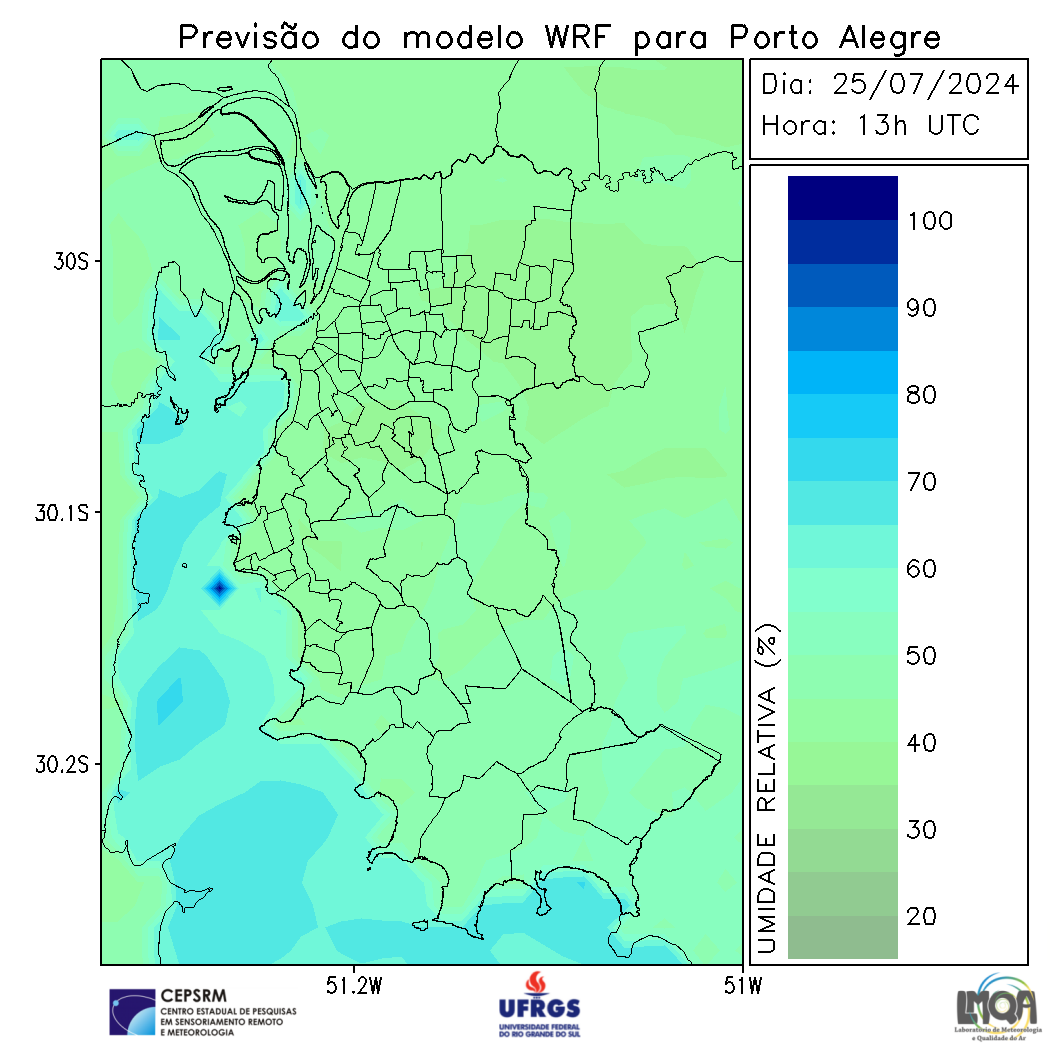 Previsão do modelo WRF para Porto Alegre
Dia: 25/07/2024
Hora: 13h UTC
30S
30.1S
30.2S
51.2W
51W
100
90
80
70
60
50
40
30
20
UMIDADE RELATIVA (%)
CEPSRM
CENTRO ESTADUAL DE PESQUISAS
EM SENSORIAMENTO REMOTO
E METEOROLOGIA
UFRGS
UNIVERSIDADE FEDERAL
DO RIO GRANDE DO SUL
LMQA
Laboratório de Meteorologia
e Qualidade do Ar